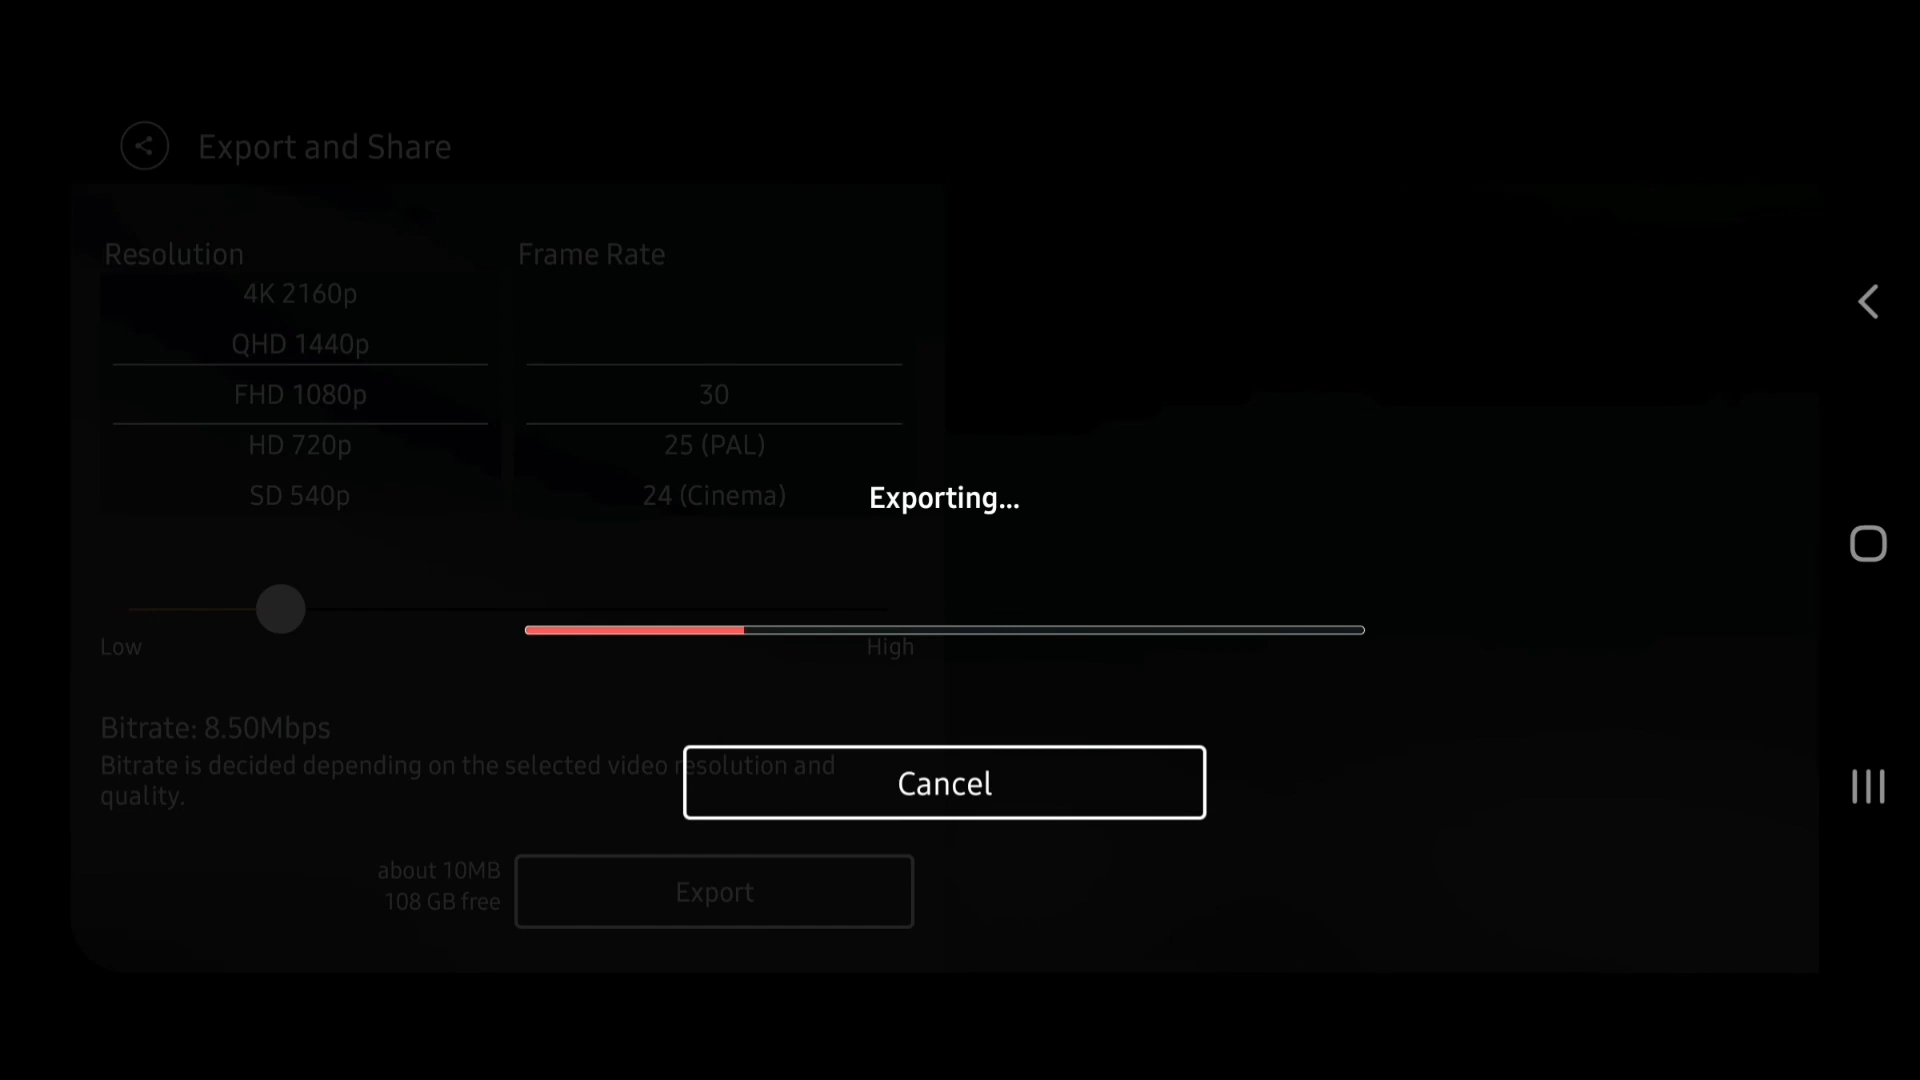 Export and Share
Resolution
4K 2160p
QHD 1440p
FHD 1080p
HD 720p
SD 540p
Frame Rate
30
25 (PAL)
24 (Cinema)
Exporting...
Low
High
Bitrate: 8.50Mbps
Bitrate is decided depending on the selected video resolution and
quality.
Cancel
about 10MB
108 GB free
Export